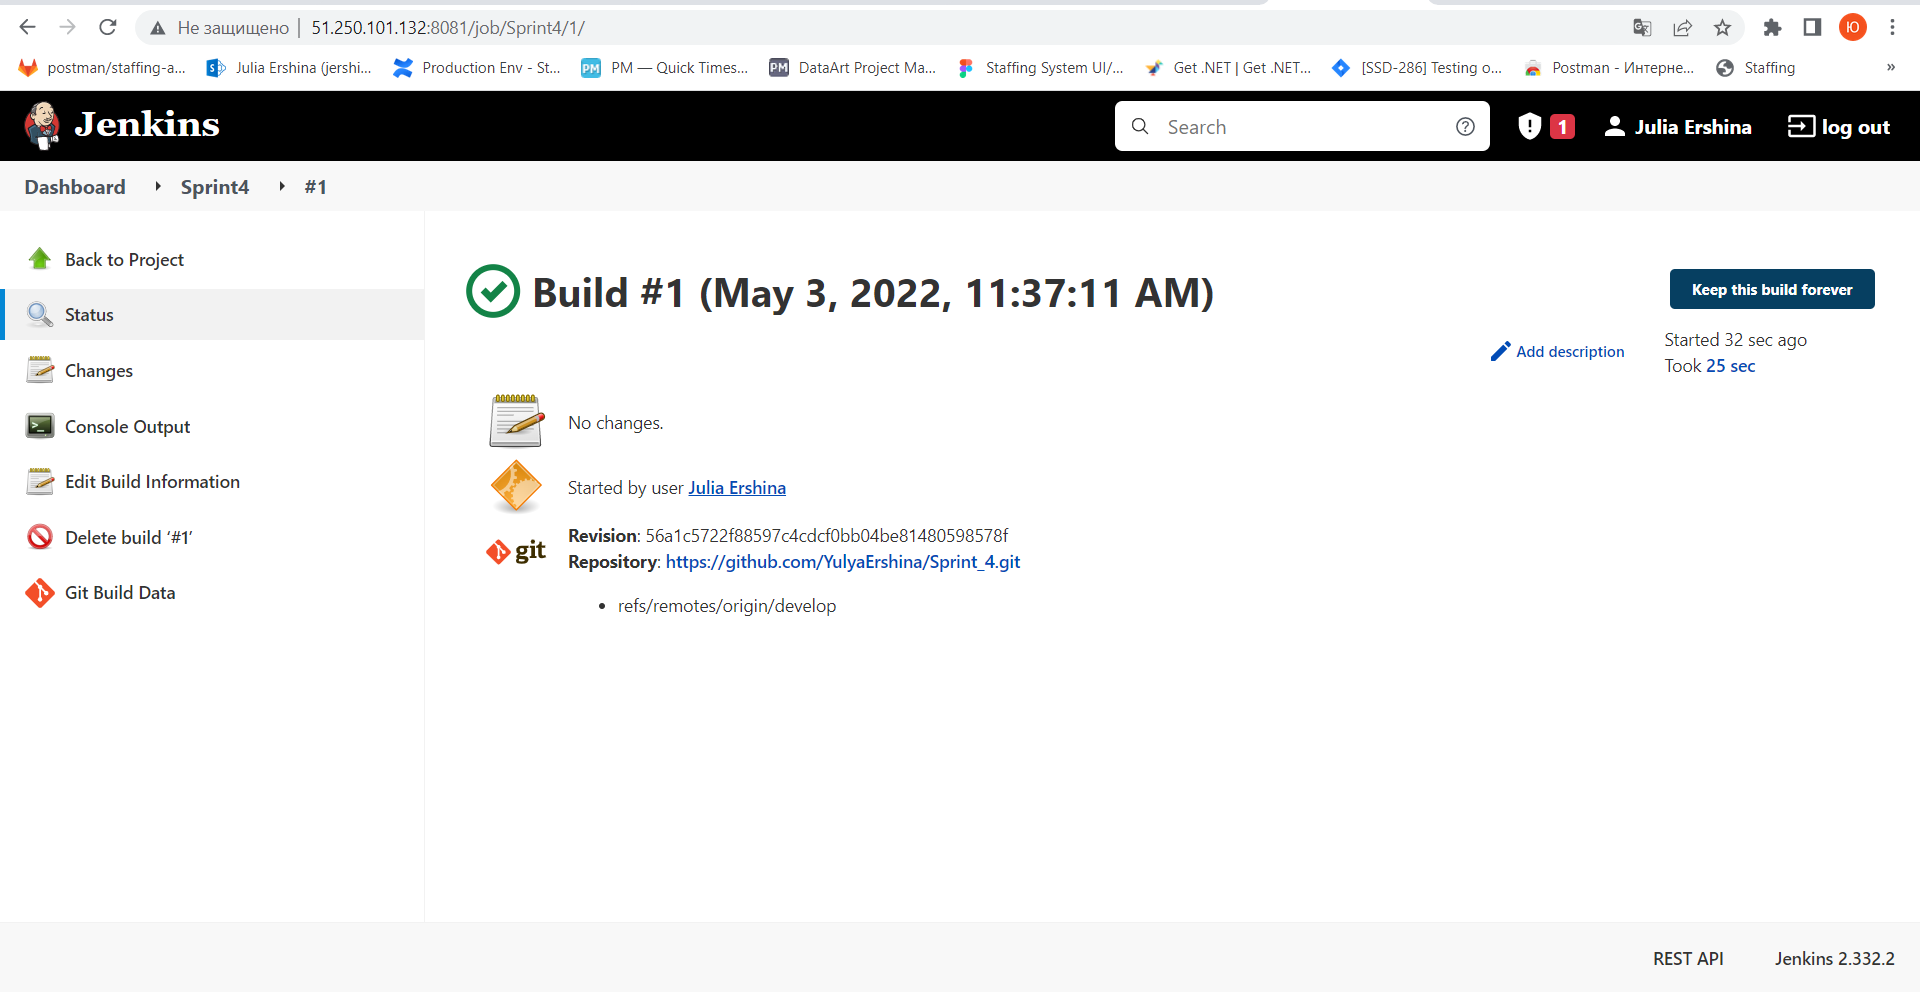 Не защищено | 51.250.101.132:8081/job/Sprint4/1/
Ю
postman/staffing-a...
Julia Ershina (jershi...
Production Env - St...
PM PM — Quick Times...
PM DataArt Project Ma...
Staffing System UI/...
Get .NET | Get .NET...
[SSD-286] Testing o...
Postman - Интерне...
Staffing
»
Jenkins
Search
1
Julia Ershina
log out
Dashboard
Sprint4
#1
Back to Project
Status
Changes
Console Output
Edit Build Information
Delete build ‘#1’
Git Build Data
Build #1 (May 3, 2022, 11:37:11 AM)
Keep this build forever
Add description
Started 32 sec ago
Took 25 sec
No changes.
Started by user Julia Ershina
git
Revision: 56a1c5722f88597c4cdcf0bb04be81480598578f
Repository: https://github.com/YulyaErshina/Sprint_4.git
• refs/remotes/origin/develop
REST API
Jenkins 2.332.2